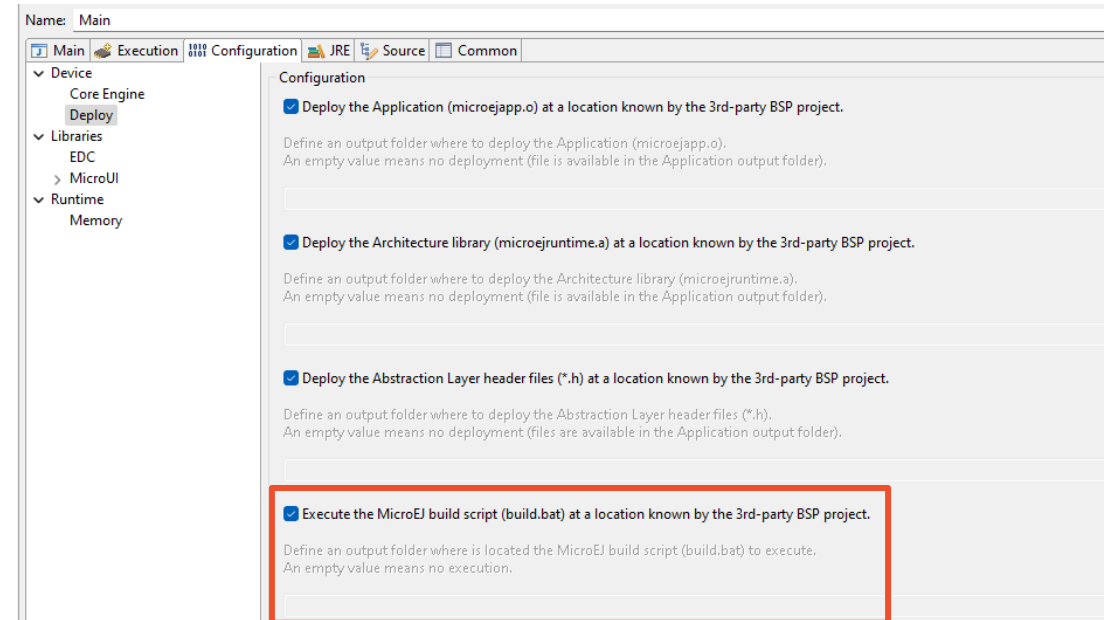 Name: Main
Main Execution Configuration JRE Source Common
Device
Core Engine
Deploy
Libraries
EDC
MicroUI
Runtime
Memory
Configuration
Deploy the Application (microejapp.o) at a location known by the 3rd-party BSP project.
Define an output folder where to deploy the Application (microejapp.o).
An empty value means no deployment (file is available in the Application output folder).
Deploy the Architecture library (microejruntime.a) at a location known by the 3rd-party BSP project.
Define an output folder where to deploy the Architecture library (microejruntime.a).
An empty value means no deployment (file is available in the Application output folder).
Deploy the Abstraction Layer header files (*.h) at a location known by the 3rd-party BSP project.
Define an output folder where to deploy the Abstraction Layer header files (*.h).
An empty value means no deployment (files are available in the Application output folder).
Execute the MicroEJ build script (build.bat) at a location known by the 3rd-party BSP project.
Define an output folder where is located the MicroEJ build script (build.bat) to execute.
An empty value means no execution.